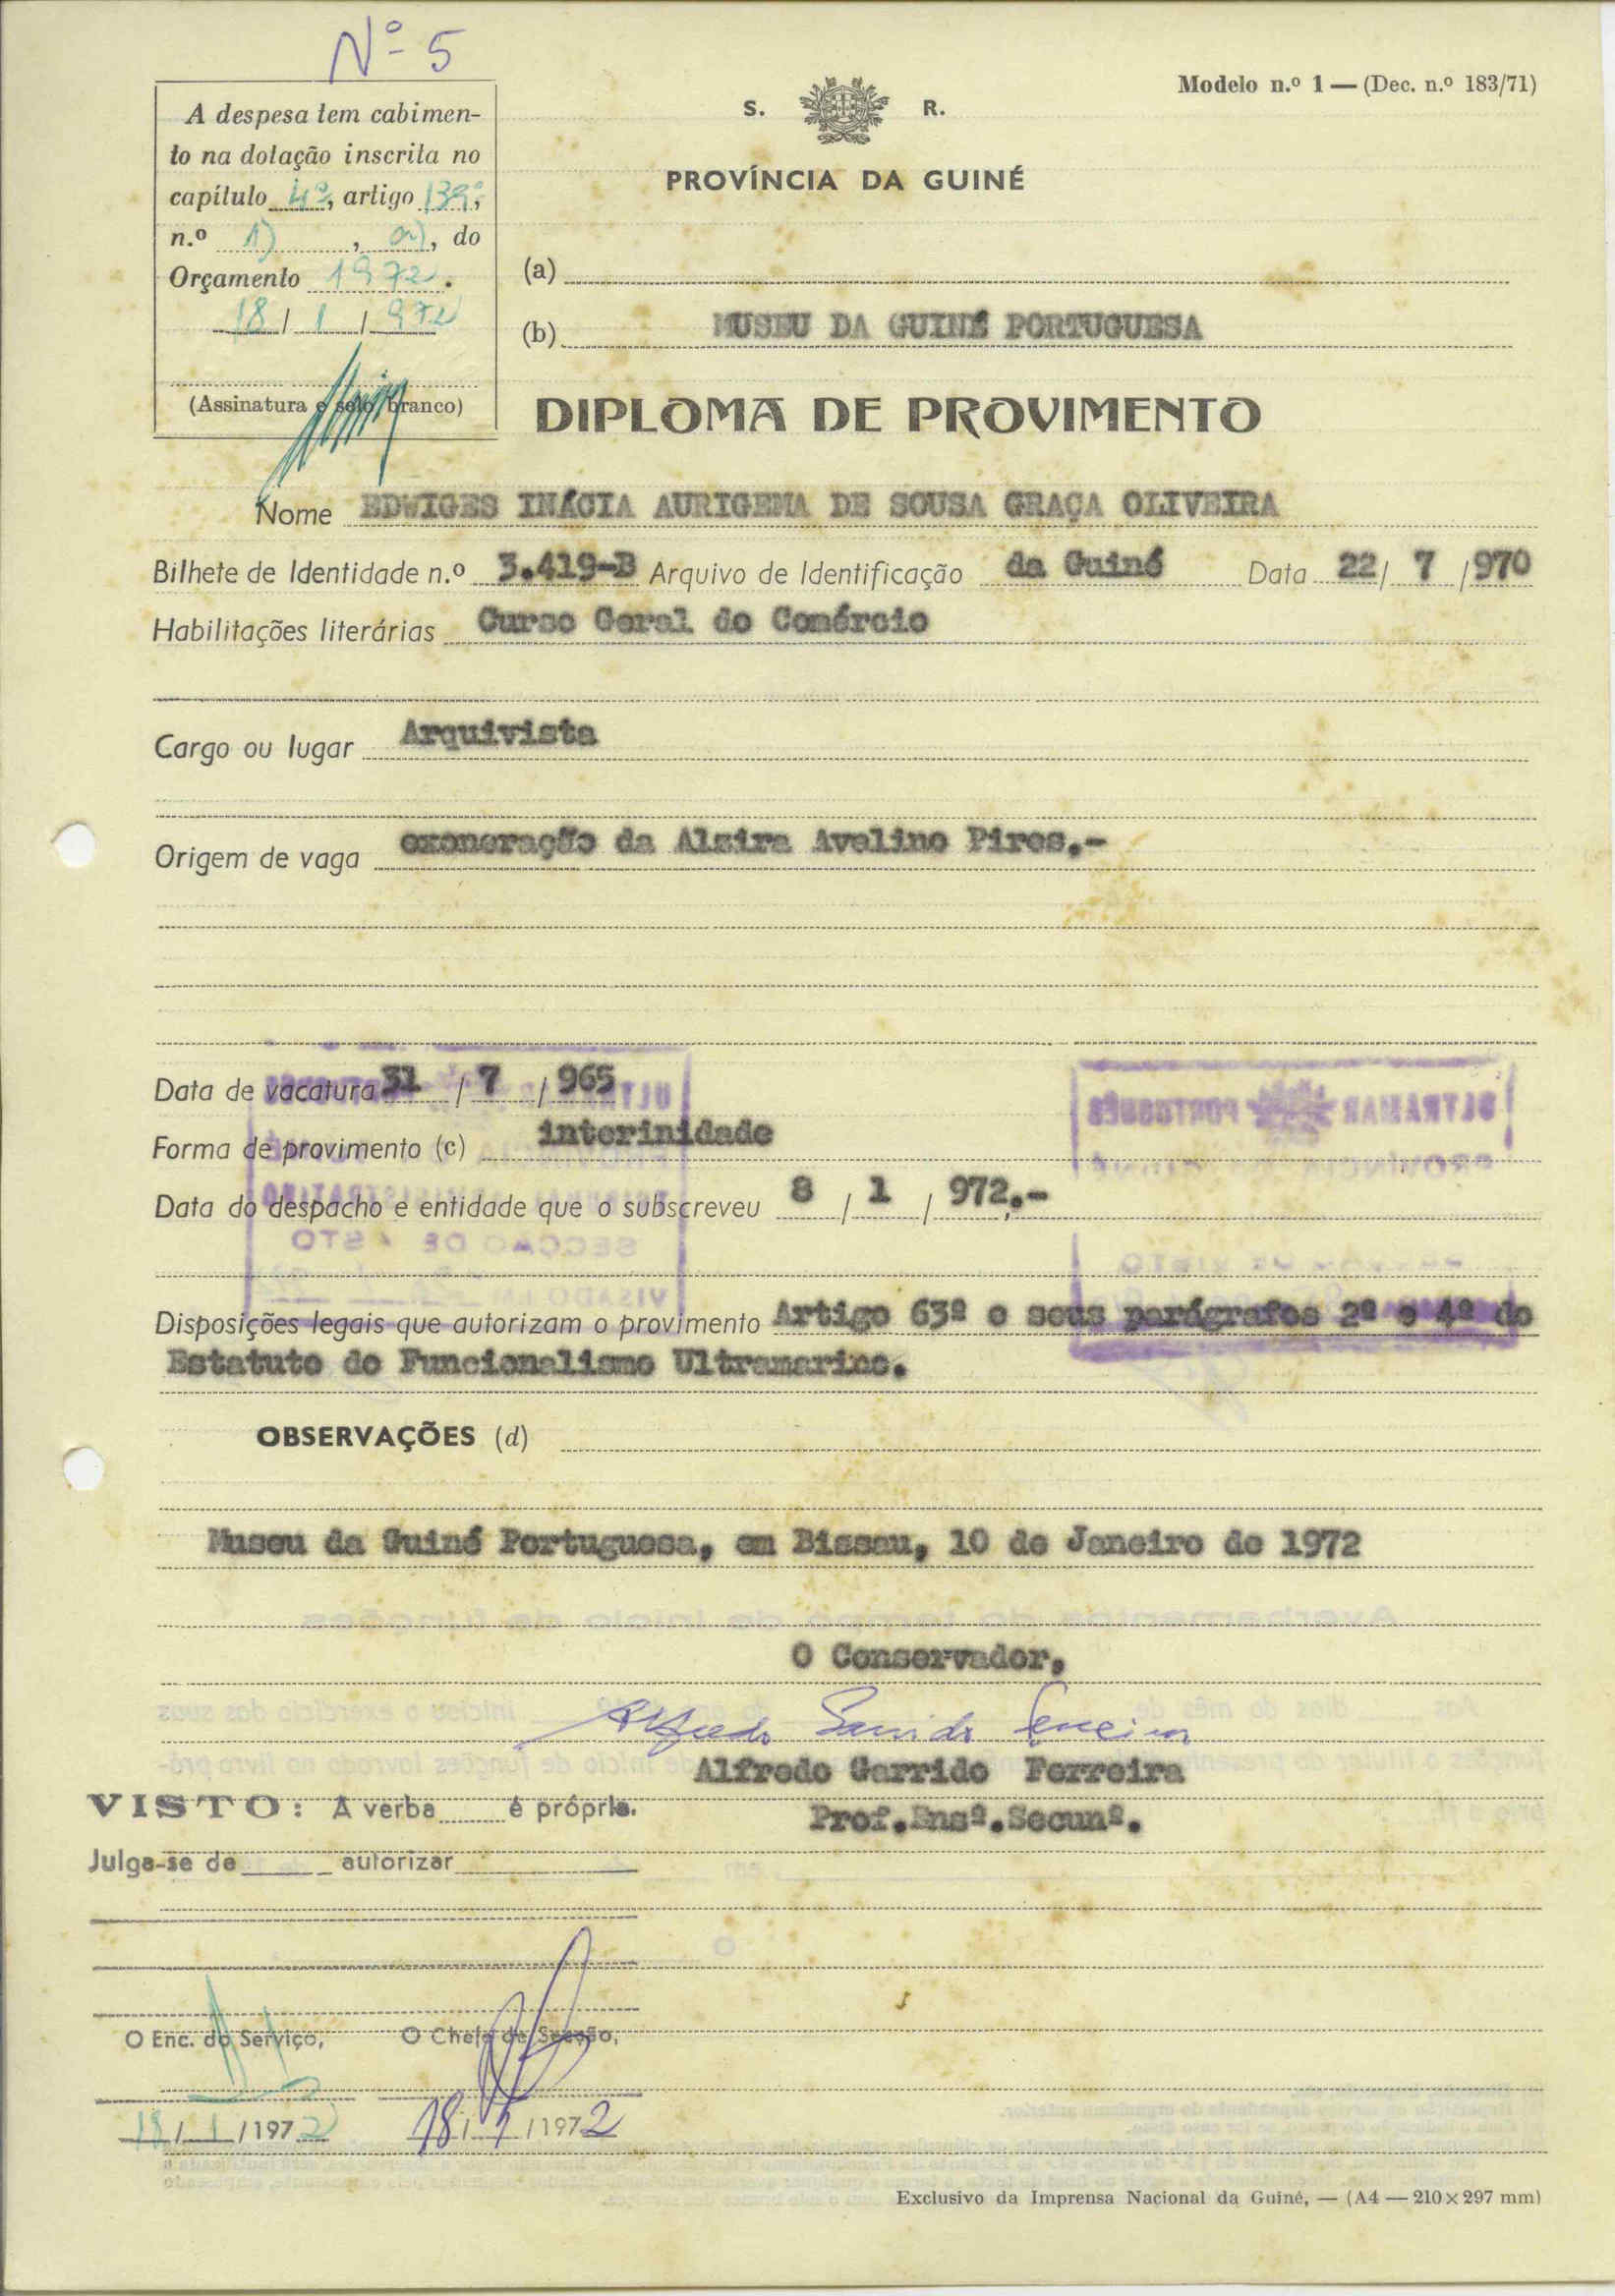 Nº 5
A despesa tem cabimen-
to na dotação inscrita no
capítulo 4º, artigo 139º,
n.º 1), a), do
Orçamento 1972.
18 / 1 / 972
(Assinatura e selo branco)
Modelo n.º 1 — (Dec. n.º 183/71)
S. R.
PROVÍNCIA DA GUINÉ
(a)
(b) MUSEU DA GUINÉ PORTUGUESA
DIPLOMA DE PROVIMENTO
Nome EDWIGES INÁCIA AURIGEMA DE SOUSA GRAÇA OLIVEIRA
Bilhete de Identidade n.º 3.419-B Arquivo de Identificação da Guiné Data 22/ 7 /970
Habilitações literárias Curso Geral do Comércio
Cargo ou lugar Arquivista
Origem de vaga exoneração da Alzira Avelino Pires.-
Data de vacatura 31 / 7 / 965
Forma de provimento (c) interinidade
Data do despacho e entidade que o subscreveu 8 / 1 / 972.-
Disposições legais que autorizam o provimento Artigo 63º e seus parágrafos 2º e 4º do
Estatuto do Funcionalismo Ultramarino.
OBSERVAÇÕES (d)
Museu da Guiné Portuguesa, em Bissau, 10 de Janeiro de 1972
O Conservador,
Alfredo Garrido Ferreira
Alfredo Garrido Ferreira
Prof.Ensº.Secunº.
VISTO: A verba é própria.
Julga-se de autorizar
O Enc. do Serviço, O Chefe de Secção,
18 / 1 /1972 18 / 1 /1972
Exclusivo da Imprensa Nacional da Guiné, — (A4 — 210 × 297 mm)